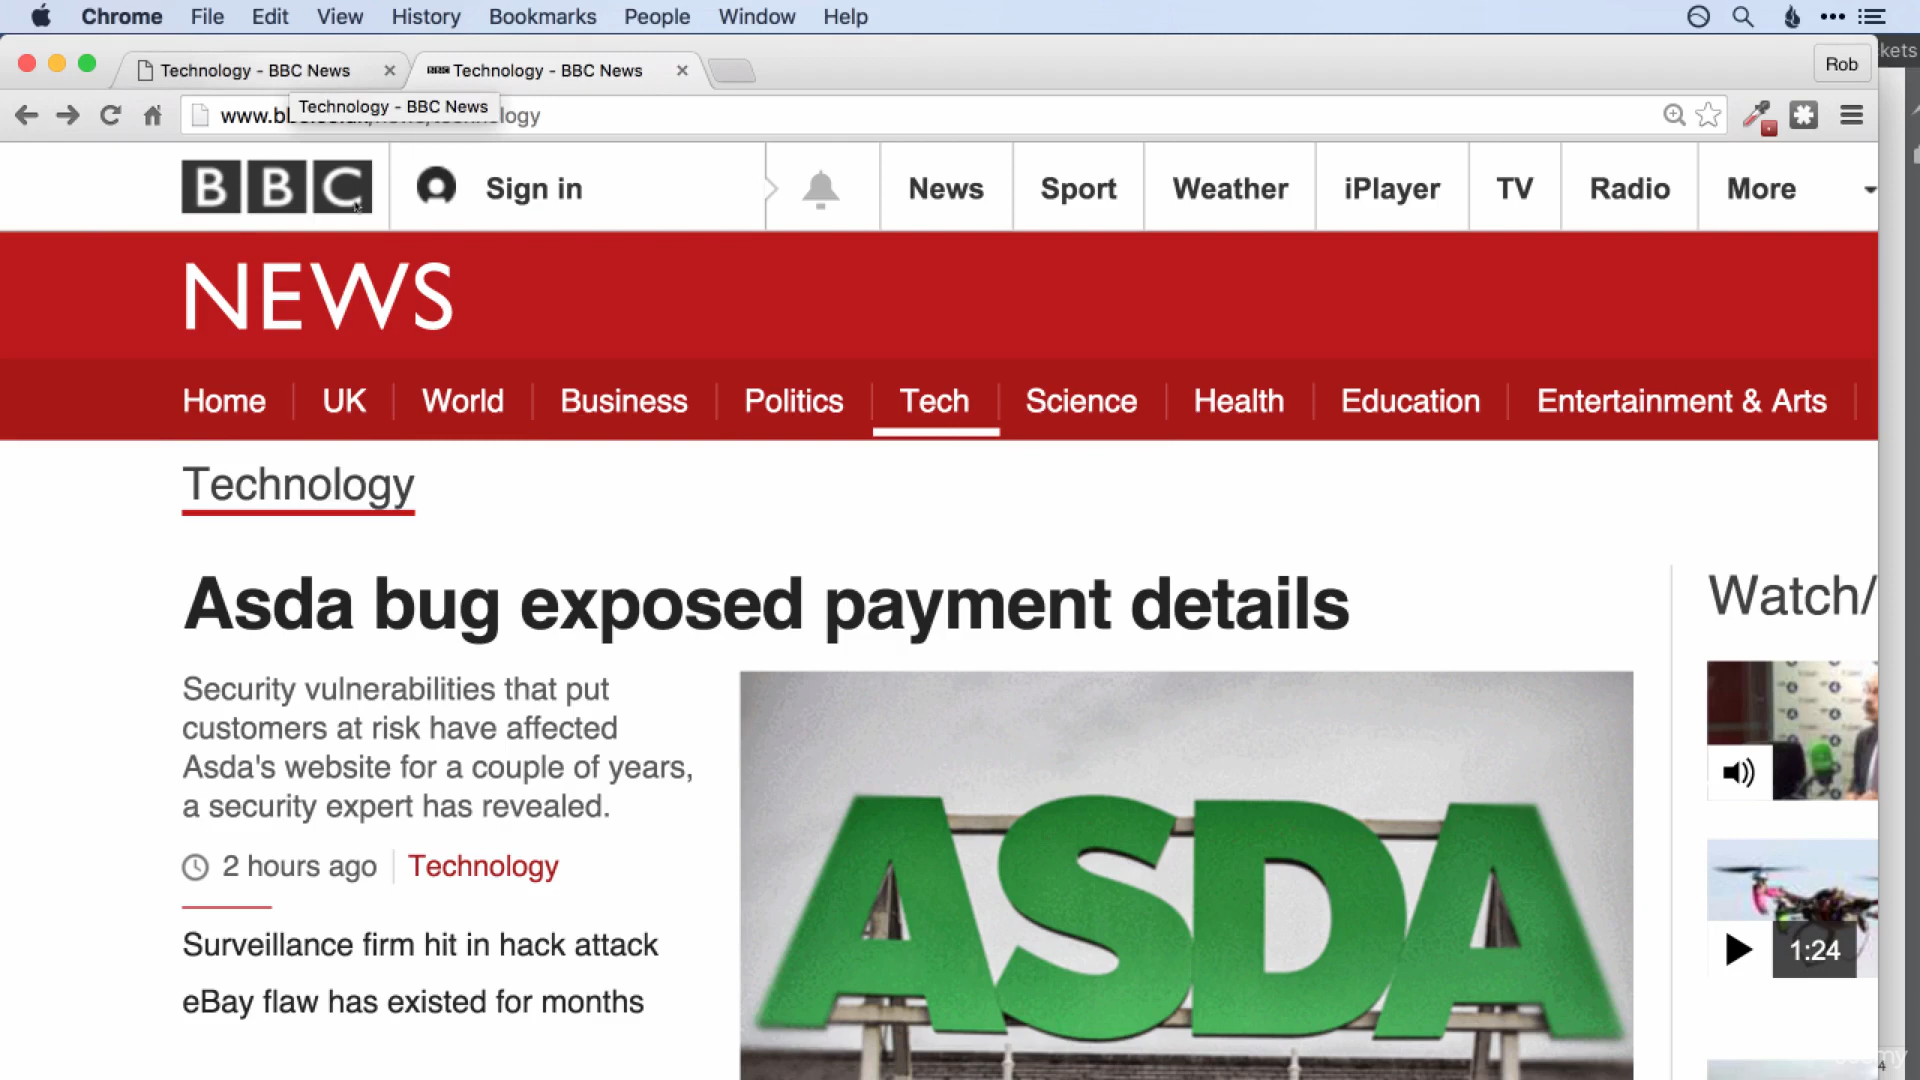 Chrome File Edit View History Bookmarks People Window Help
kets
Technology - BBC News BBC Technology - BBC News Rob
Technology - BBC News
BBC Sign in News Sport Weather iPlayer TV Radio More
NEWS
Home UK World Business Politics Tech Science Health Education Entertainment & Arts
Technology
Asda bug exposed payment details
Watch/
Security vulnerabilities that put
customers at risk have affected
Asda's website for a couple of years,
a security expert has revealed.
2 hours ago Technology
Surveillance firm hit in hack attack
eBay flaw has existed for months
ASDA
1:24